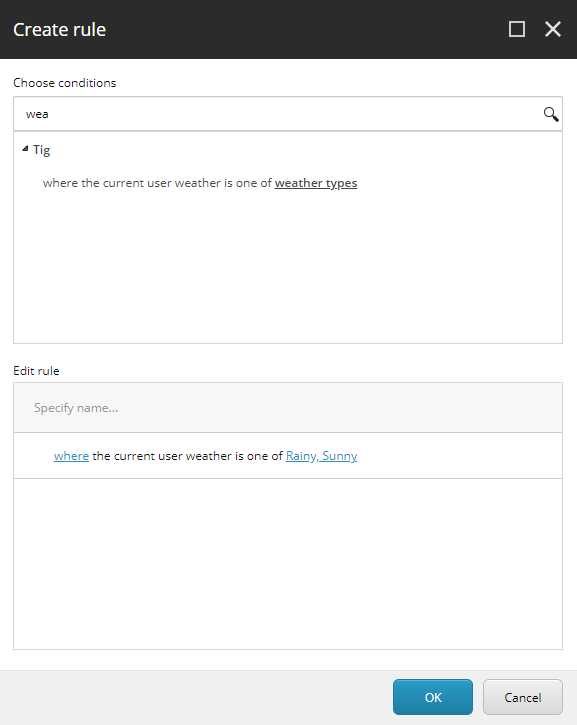 Create rule
Choose conditions
wea
Tig
where the current user weather is one of weather types
Edit rule
Specify name...
where the current user weather is one of Rainy, Sunny
OK
Cancel